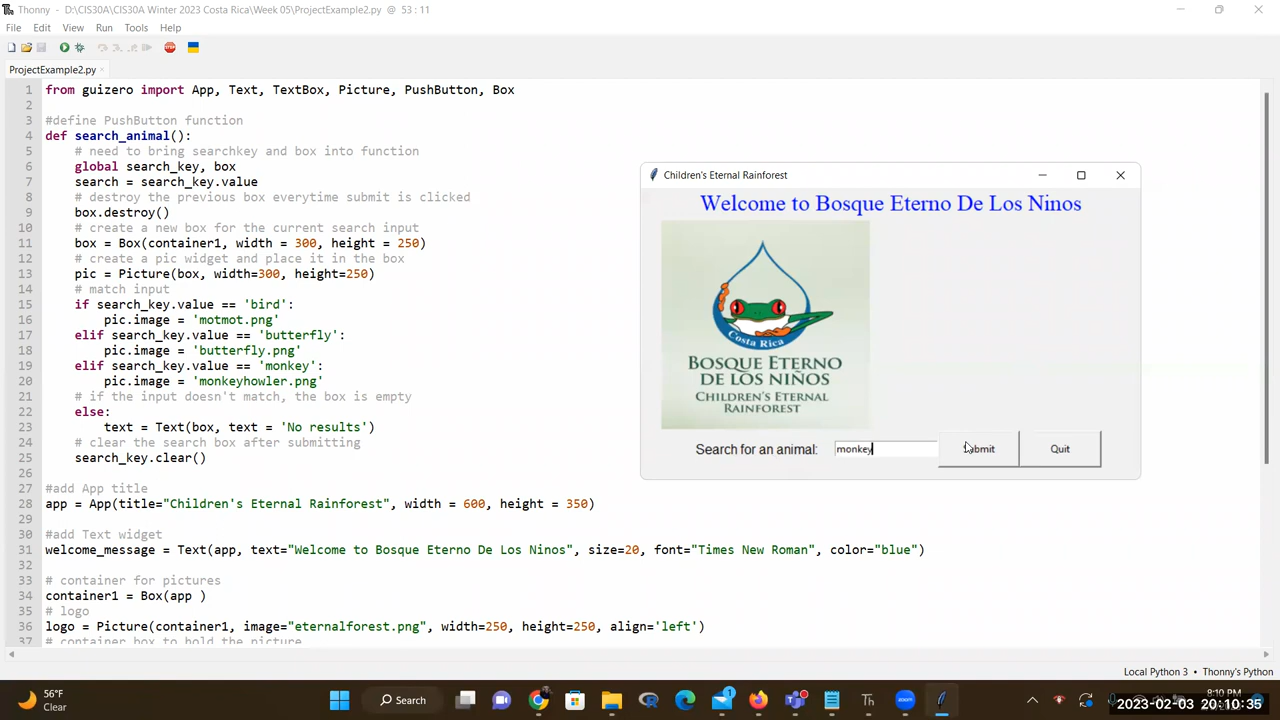 Thonny - D:\CIS30A\CIS30A Winter 2023 Costa Rica\Week 05\ProjectExample2.py @ 53 : 11
File Edit View Run Tools Help
ProjectExample2.py
1 from guizero import App, Text, TextBox, Picture, PushButton, Box
2
3 #define PushButton function
4 def search_animal():
5 # need to bring searchkey and box into function
6 global search_key, box
7 search = search_key.value
8 # destroy the previous box everytime submit is clicked
9 box.destroy()
10 # create a new box for the current search input
11 box = Box(container1, width = 300, height = 250)
12 # create a pic widget and place it in the box
13 pic = Picture(box, width=300, height=250)
14 # match input
15 if search_key.value == 'bird':
16 pic.image = 'motmot.png'
17 elif search_key.value == 'butterfly':
18 pic.image = 'butterfly.png'
19 elif search_key.value == 'monkey':
20 pic.image = 'monkeyhowler.png'
21 # if the input doesn't match, the box is empty
22 else:
23 text = Text(box, text = 'No results')
24 # clear the search box after submitting
25 search_key.clear()
26
27 #add App title
28 app = App(title="Children's Eternal Rainforest", width = 600, height = 350)
29
30 #add Text widget
31 welcome_message = Text(app, text="Welcome to Bosque Eterno De Los Ninos", size=20, font="Times New Roman", color="blue")
32
33 # container for pictures
34 container1 = Box(app )
35 # logo
36 logo = Picture(container1, image="eternalforest.png", width=250, height=250, align='left')
37 # container box to hold the picture
Children's Eternal Rainforest
Welcome to Bosque Eterno De Los Ninos
Costa Rica
BOSQUE ETERNO
DE LOS NIÑOS
CHILDREN'S ETERNAL
RAINFOREST
Search for an animal: monkey Submit Quit
Local Python 3 • Thonny's Python
56°F
Clear
Search
1
8:10 PM
2023-02-03 20:10:35